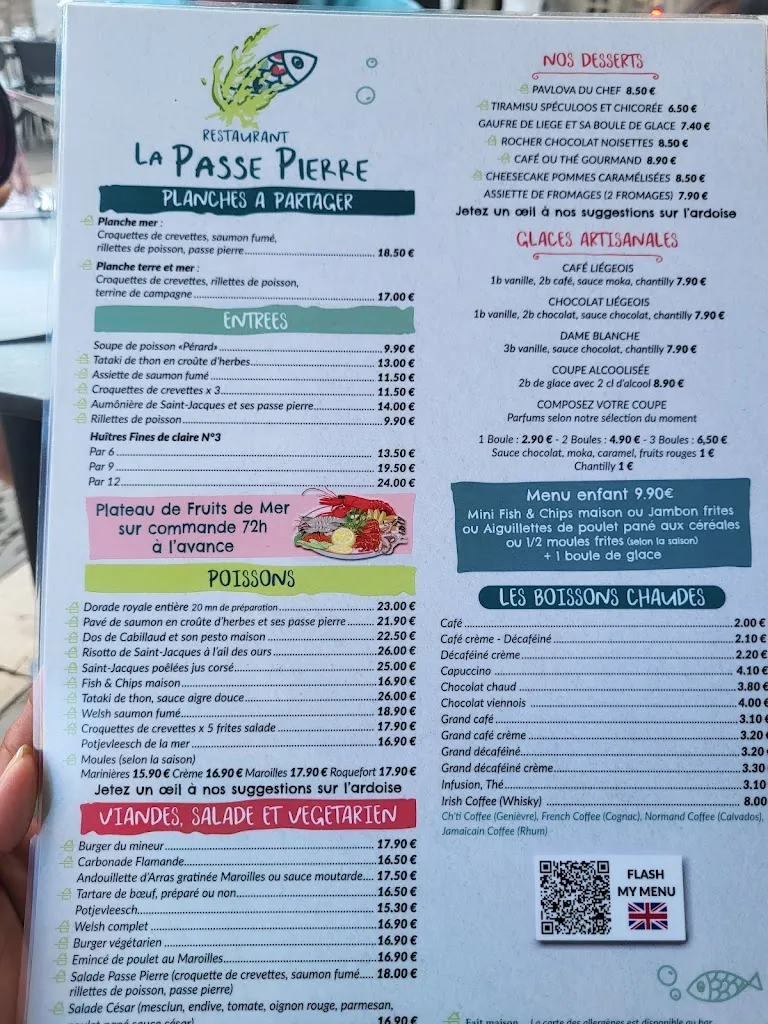 RESTAURANT
LA PASSE PIERRE
PLANCHES A PARTAGER
Planche mer :
Croquettes de crevettes, saumon fumé,
rillettes de poisson, passe pierre 18.50 €
Planche terre et mer :
Croquettes de crevettes, rillettes de poisson,
terrine de campagne 17.00 €
ENTREES
Soupe de poisson «Pérard» 9.90 €
Tataki de thon en croûte d'herbes 13.00 €
Assiette de saumon fumé 11.50 €
Croquettes de crevettes x 3 11.50 €
Aumônière de Saint-Jacques et ses passe pierre 14.00 €
Rillettes de poisson 9.90 €
Huîtres Fines de claire N°3
Par 6 13.50 €
Par 9 19.50 €
Par 12 24.00 €
Plateau de Fruits de Mer
sur commande 72h
à l'avance
POISSONS
Dorade royale entière 20 mn de préparation 23.00 €
Pavé de saumon en croûte d'herbes et ses passe pierre 21.90 €
Dos de Cabillaud et son pesto maison 22.50 €
Risotto de Saint-Jacques à l'ail des ours 26.00 €
Saint-Jacques poêlées jus corsé 25.00 €
Fish & Chips maison 16.90 €
Tataki de thon, sauce aigre douce 26.00 €
Welsh saumon fumé 18.90 €
Croquettes de crevettes x 5 frites salade 17.90 €
Potjevleesch de la mer 16.90 €
Moules (selon la saison)
Marinières 15.90 € Crème 16.90 € Maroilles 17.90 € Roquefort 17.90 €
Jetez un œil à nos suggestions sur l'ardoise
VIANDES, SALADE ET VEGETARIEN
Burger du mineur 17.90 €
Carbonade Flamande 16.50 €
Andouillette d'Arras gratinée Maroilles ou sauce moutarde 17.50 €
Tartare de bœuf, préparé ou non 16.50 €
Potjevleesch 15.30 €
Welsh complet 16.90 €
Burger végétarien 16.90 €
Emincé de poulet au Maroilles 16.90 €
Salade Passe Pierre (croquette de crevettes, saumon fumé 18.00 €
rillettes de poisson, passe pierre)
Salade César (mesclun, endive, tomate, oignon rouge, parmesan,
poulet pané sauce césar) 16.90 €
NOS DESSERTS
PAVLOVA DU CHEF 8.50 €
TIRAMISU SPÉCULOOS ET CHICORÉE 6.50 €
GAUFRE DE LIEGE ET SA BOULE DE GLACE 7.40 €
ROCHER CHOCOLAT NOISETTES 8.50 €
CAFÉ OU THÉ GOURMAND 8.90 €
CHEESECAKE POMMES CARAMÉLISÉES 8.50 €
ASSIETTE DE FROMAGES (2 FROMAGES) 7.90 €
Jetez un œil à nos suggestions sur l'ardoise
GLACES ARTISANALES
CAFÉ LIÉGEOIS
1b vanille, 2b café, sauce moka, chantilly 7.90 €
CHOCOLAT LIÉGEOIS
1b vanille, 2b chocolat, sauce chocolat, chantilly 7.90 €
DAME BLANCHE
3b vanille, sauce chocolat, chantilly 7.90 €
COUPE ALCOOLISÉE
2b de glace avec 2 cl d'alcool 8.90 €
COMPOSEZ VOTRE COUPE
Parfums selon notre sélection du moment
1 Boule : 2.90 € - 2 Boules : 4.90 € - 3 Boules : 6,50 €
Sauce chocolat, moka, caramel, fruits rouges 1 €
Chantilly 1 €
Menu enfant 9.90€
Mini Fish & Chips maison ou Jambon frites
ou Aiguillettes de poulet pané aux céréales
ou 1/2 moules frites (selon la saison)
+ 1 boule de glace
LES BOISSONS CHAUDES
Café 2.00 €
Café crème - Décaféiné 2.10 €
Décaféiné crème 2.20 €
Capuccino 4.10 €
Chocolat chaud 3.80 €
Chocolat viennois 4.00 €
Grand café 3.10 €
Grand café crème 3.20 €
Grand décaféiné 3.20
Grand décaféiné crème 3.30
Infusion, Thé 3.10
Irish Coffee (Whisky) 8.00
Ch'ti Coffee (Genièvre), French Coffee (Cognac), Normand Coffee (Calvados),
Jamaicain Coffee (Rhum)
FLASH
MY MENU
Fait maison La carte des allergènes est disponible au bar